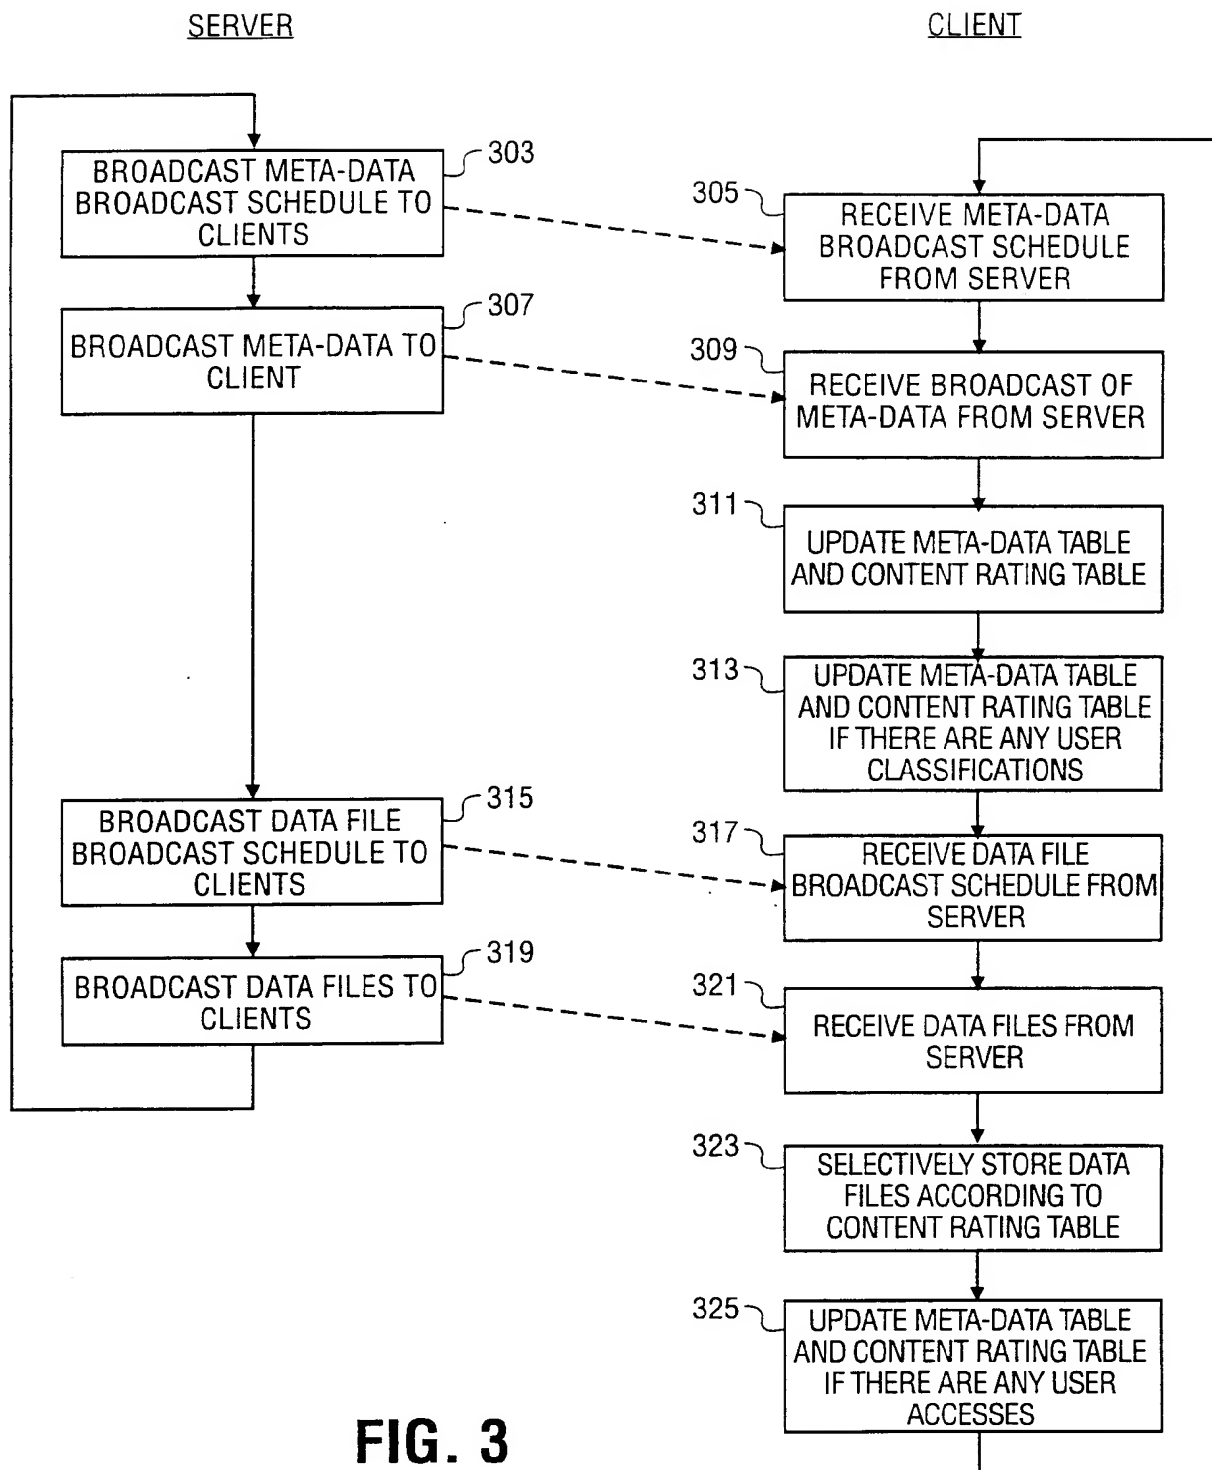 SERVER
CLIENT
303
BROADCAST META-DATA
BROADCAST SCHEDULE TO
CLIENTS
305
RECEIVE META-DATA
BROADCAST SCHEDULE
FROM SERVER
307
BROADCAST META-DATA TO
CLIENT
309
RECEIVE BROADCAST OF
META-DATA FROM SERVER
311
UPDATE META-DATA TABLE
AND CONTENT RATING TABLE
313
UPDATE META-DATA TABLE
AND CONTENT RATING TABLE
IF THERE ARE ANY USER
CLASSIFICATIONS
315
BROADCAST DATA FILE
BROADCAST SCHEDULE TO
CLIENTS
317
RECEIVE DATA FILE
BROADCAST SCHEDULE FROM
SERVER
319
BROADCAST DATA FILES TO
CLIENTS
321
RECEIVE DATA FILES FROM
SERVER
323
SELECTIVELY STORE DATA
FILES ACCORDING TO
CONTENT RATING TABLE
325
UPDATE META-DATA TABLE
AND CONTENT RATING TABLE
IF THERE ARE ANY USER
ACCESSES
FIG. 3